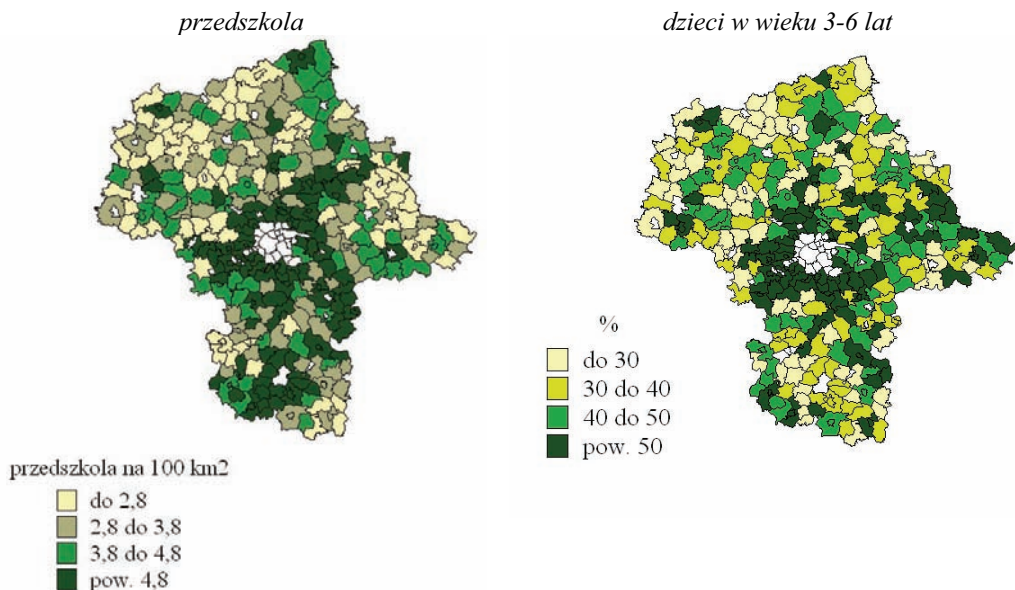 przedszkola
dzieci w wieku 3-6 lat
przedszkola na 100 km2
do 2,8
2,8 do 3,8
3,8 do 4,8
pow. 4,8
%
do 30
30 do 40
40 do 50
pow. 50